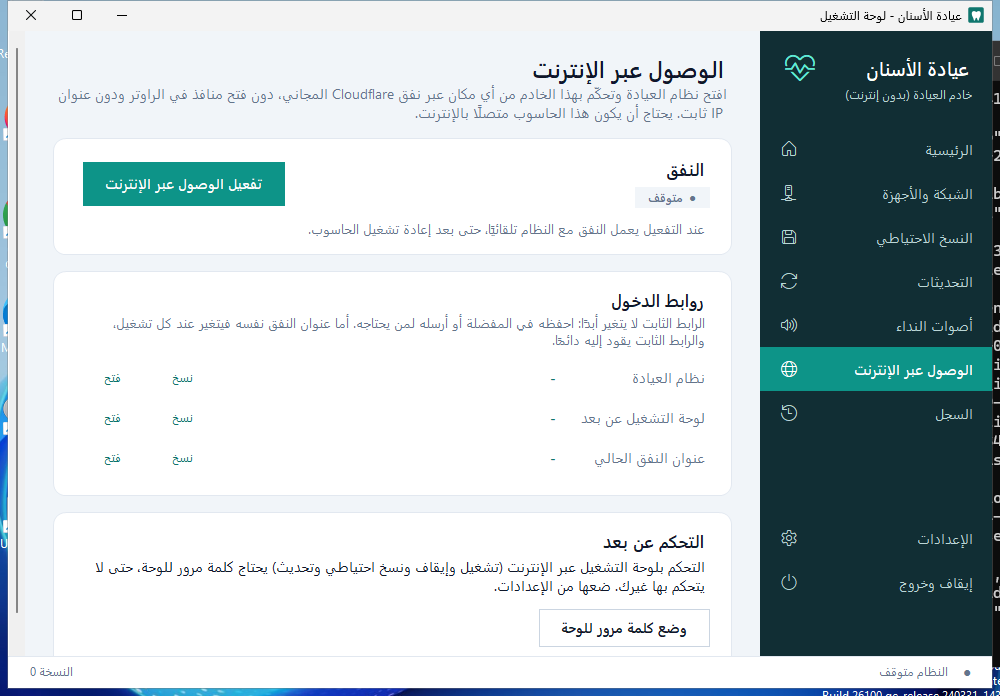 عيادة الأسنان - لوحة التشغيل
عيادة الأسنان
خادم العيادة (بدون إنترنت)
الرئيسية
الشبكة والأجهزة
النسخ الاحتياطي
التحديثات
أصوات النداء
الوصول عبر الإنترنت
السجل
الإعدادات
إيقاف وخروج
الوصول عبر الإنترنت
افتح نظام العيادة وتحكّم بهذا الخادم من أي مكان عبر نفق Cloudflare المجاني، دون فتح منافذ في الراوتر ودون عنوان
IP ثابت. يحتاج أن يكون هذا الحاسوب متصلًا بالإنترنت.
النفق
● متوقف
تفعيل الوصول عبر الإنترنت
عند التفعيل يعمل النفق مع النظام تلقائيًا، حتى بعد إعادة تشغيل الحاسوب.
روابط الدخول
الرابط الثابت لا يتغير أبدًا: احفظه في المفضلة أو أرسله لمن يحتاجه. أما عنوان النفق نفسه فيتغير عند كل تشغيل،
والرابط الثابت يقود إليه دائمًا.
نظام العيادة - نسخ فتح
لوحة التشغيل عن بعد - نسخ فتح
عنوان النفق الحالي - نسخ فتح
التحكم عن بعد
التحكم بلوحة التشغيل عبر الإنترنت (تشغيل وإيقاف ونسخ احتياطي وتحديث) يحتاج كلمة مرور للوحة، حتى لا
يتحكم بها غيرك. ضعها من الإعدادات.
وضع كلمة مرور للوحة
● النظام متوقف
النسخة 0